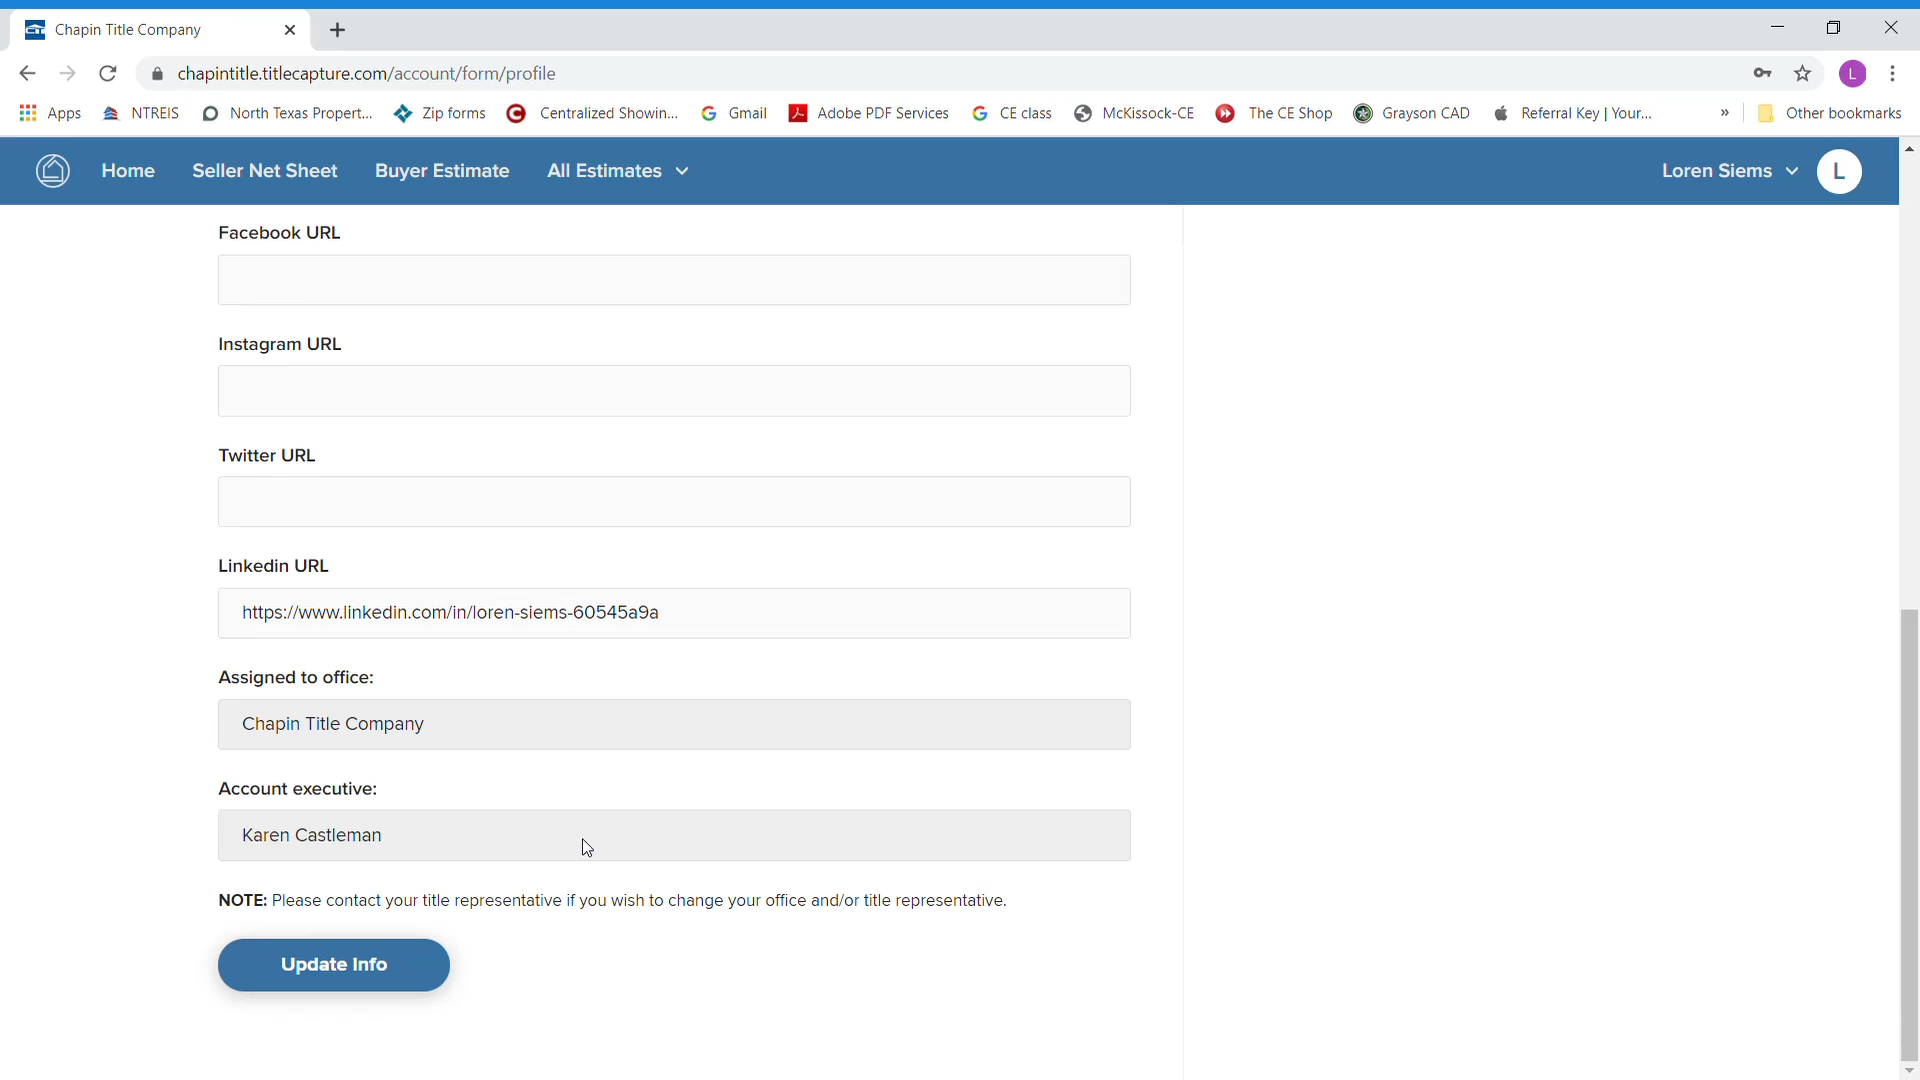 Chapin Title Company
chapintitle.titlecapture.com/account/form/profile
L
Apps NTREIS North Texas Propert... Zip forms Centralized Showin... Gmail Adobe PDF Services CE class McKissock-CE The CE Shop Grayson CAD Referral Key | Your... » Other bookmarks
Home Seller Net Sheet Buyer Estimate All Estimates Loren Siems L
Facebook URL
Instagram URL
Twitter URL
Linkedin URL
https://www.linkedin.com/in/loren-siems-60545a9a
Assigned to office:
Chapin Title Company
Account executive:
Karen Castleman
NOTE: Please contact your title representative if you wish to change your office and/or title representative.
Update Info